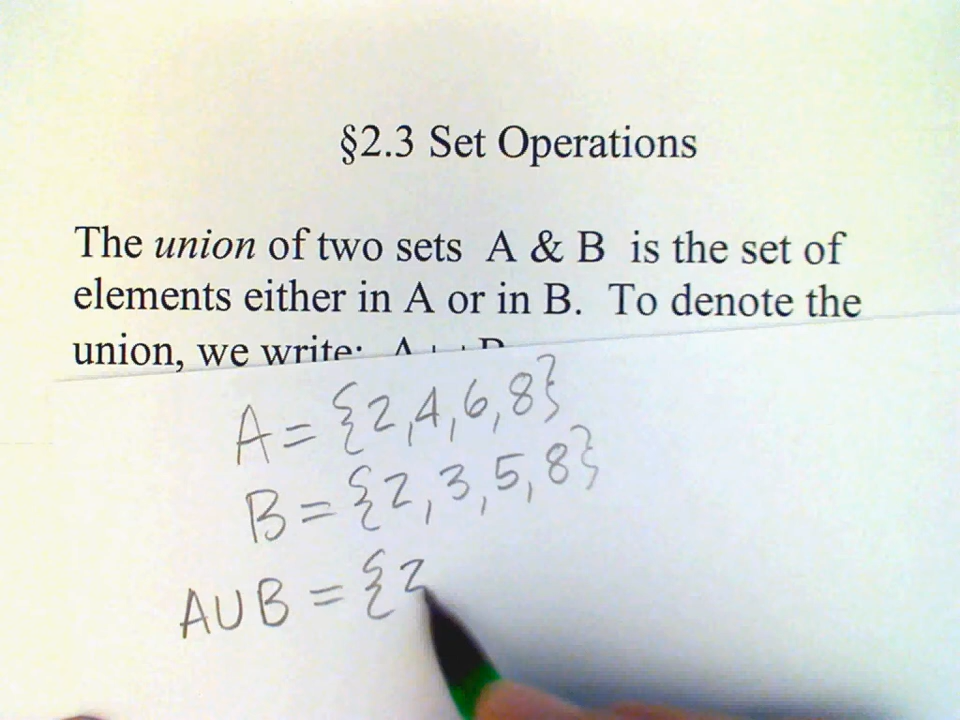 §2.3 Set Operations
The union of two sets A & B is the set of
elements either in A or in B. To denote the
union, we write:
A = {2,4,6,8}
B = {2,3,5,8}
A∪B = {2